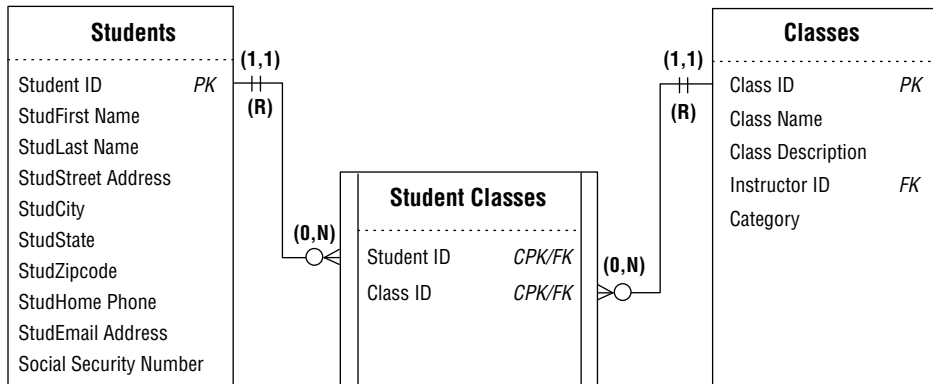 Students
Student ID PK
StudFirst Name
StudLast Name
StudStreet Address
StudCity
StudState
StudZipcode
StudHome Phone
StudEmail Address
Social Security Number
(1,1)
(R)
(0,N)
Student Classes
Student ID CPK/FK
Class ID CPK/FK
(0,N)
(1,1)
(R)
Classes
Class ID PK
Class Name
Class Description
Instructor ID FK
Category